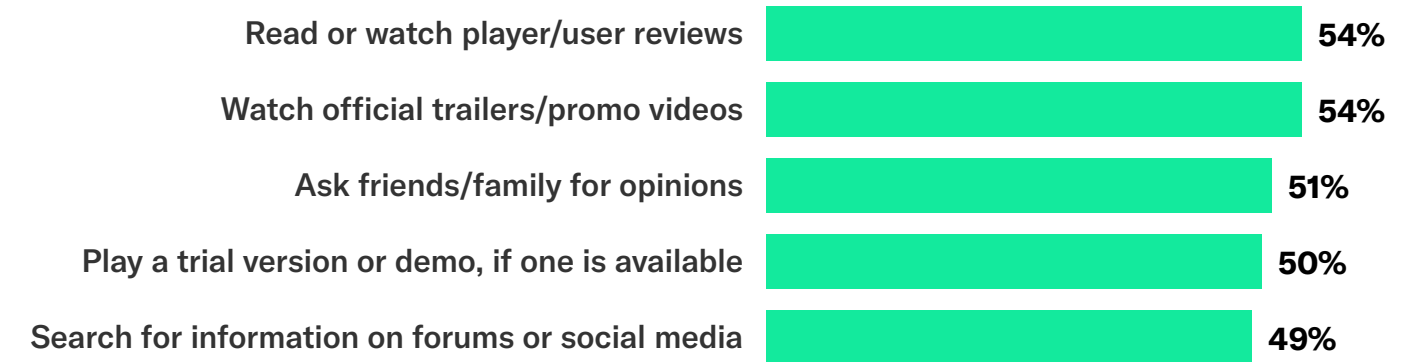 Read or watch player/user reviews 54%
Watch official trailers/promo videos 54%
Ask friends/family for opinions 51%
Play a trial version or demo, if one is available 50%
Search for information on forums or social media 49%